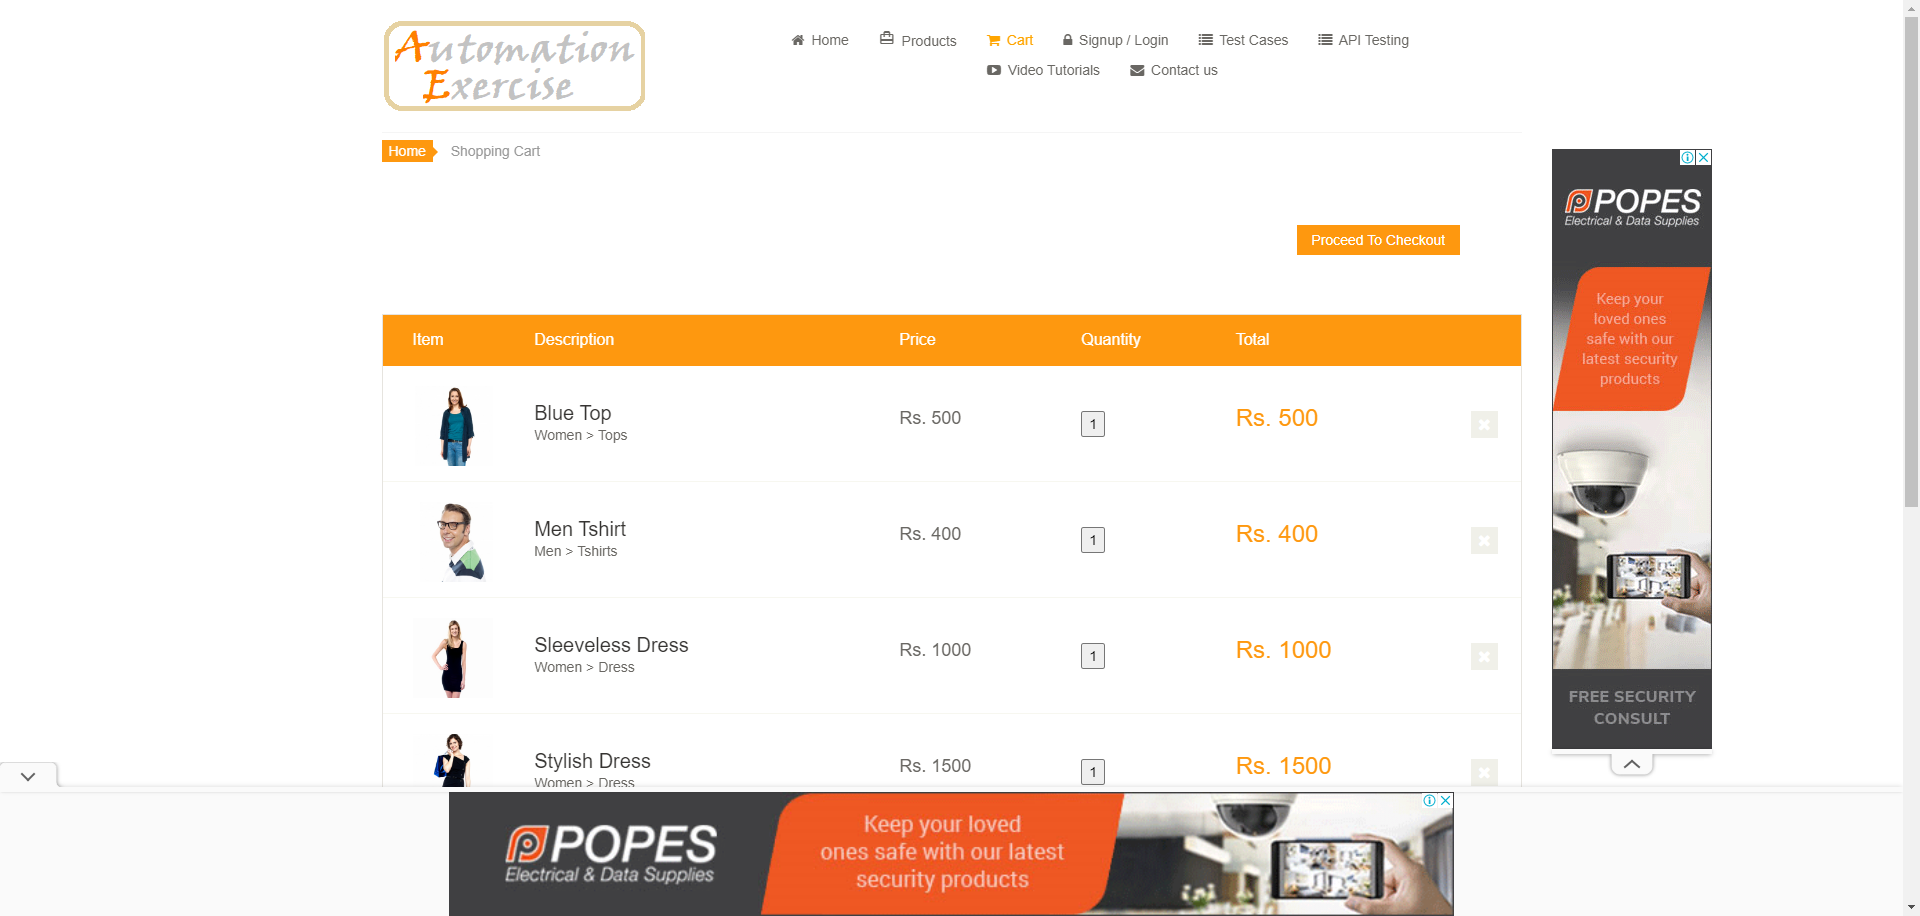 Automation
Exercise
Home
Products
Cart
Signup / Login
Test Cases
API Testing
Video Tutorials
Contact us
Home
Shopping Cart
Proceed To Checkout
Item Description Price Quantity Total
Blue Top
Women > Tops
Rs. 500
1
Rs. 500
Men Tshirt
Men > Tshirts
Rs. 400
1
Rs. 400
Sleeveless Dress
Women > Dress
Rs. 1000
1
Rs. 1000
Stylish Dress
Women > Dress
Rs. 1500
1
Rs. 1500
POPES
Electrical & Data Supplies
Keep your
loved ones
safe with our
latest security
products
FREE SECURITY
CONSULT
POPES
Electrical & Data Supplies
Keep your loved
ones safe with our latest
security products